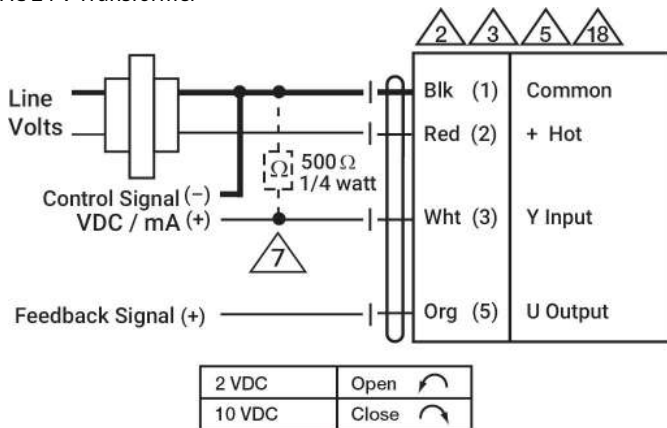 2 3 5 18
Line
Volts
Blk (1) Common
Red (2) + Hot
Ω 500 Ω
1/4 watt
Control Signal (−)
VDC / mA (+)
Wht (3) Y Input
7
Feedback Signal (+)
Org (5) U Output
2 VDC Open
10 VDC Close